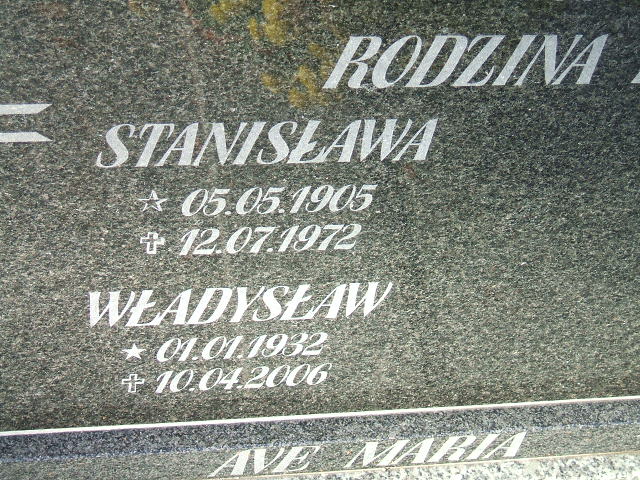 RODZINA
STANISŁAWA
☆ 05.05.1905
✝ 12.07.1972
WŁADYSŁAW
★ 01.01.1932
✝ 10.04.2006
AVE MARIA